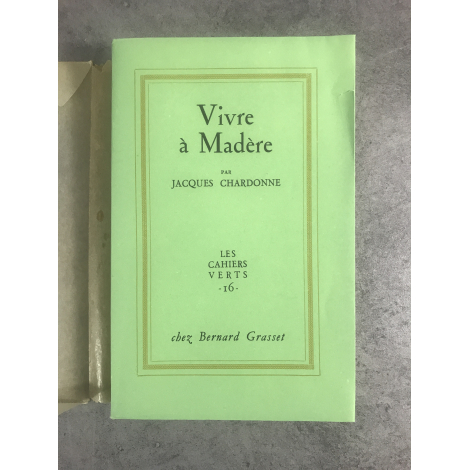 Vivre
à Madère
PAR
JACQUES CHARDONNE
LES
CAHIERS
VERTS
-16-
chez Bernard Grasset